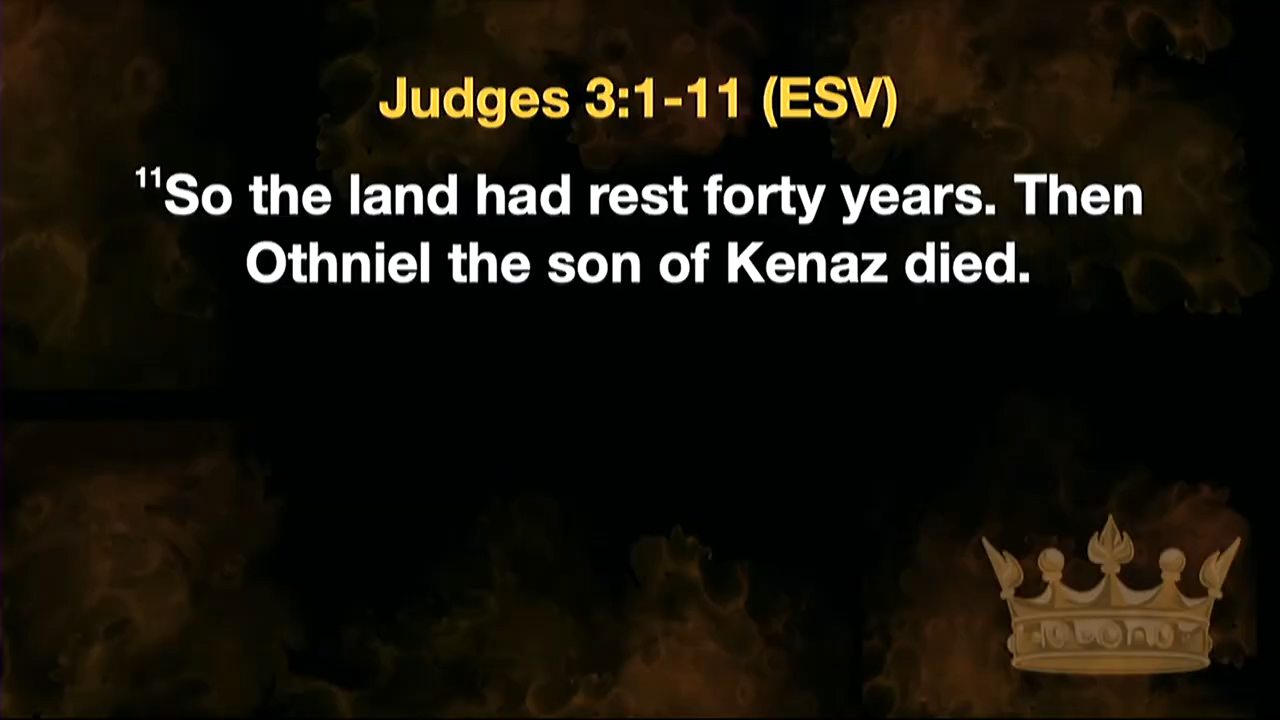 Judges 3:1-11 (ESV)
¹¹So the land had rest forty years. Then
Othniel the son of Kenaz died.